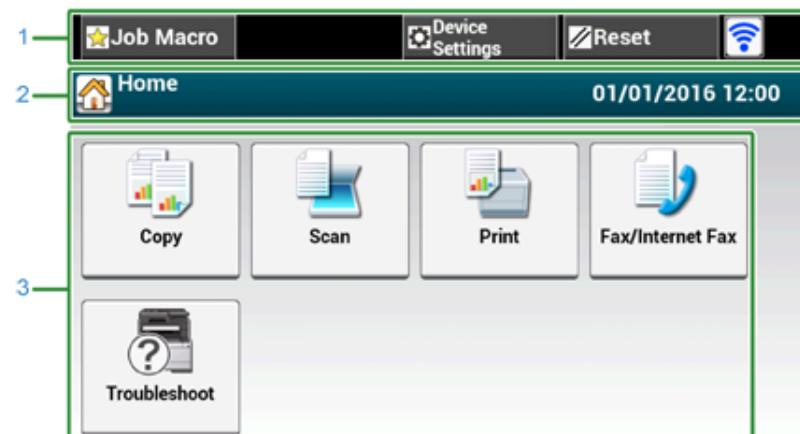 1
Job Macro
Device
Settings
Reset
2
Home
01/01/2016 12:00
3
Copy
Scan
Print
Fax/Internet Fax
Troubleshoot